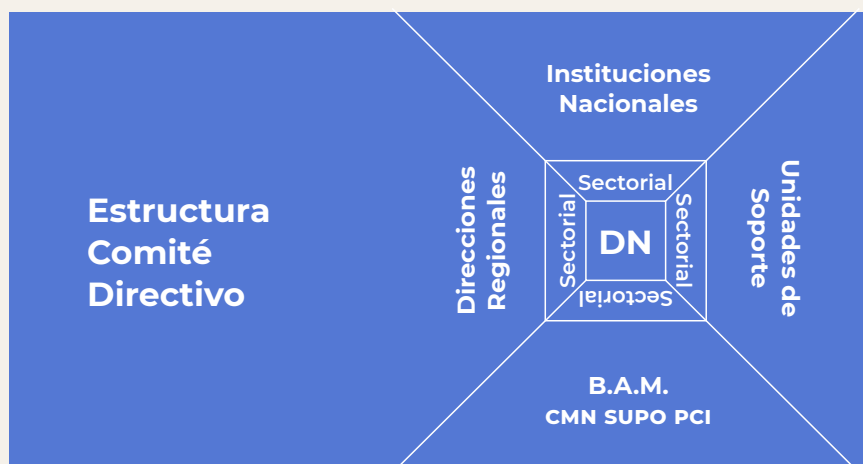 Estructura
Comité
Directivo
Instituciones
Nacionales
Direcciones
Regionales
Sectorial
Sectorial
DN
Sectorial
Sectorial
Unidades de
Soporte
B.A.M.
CMN SUPO PCI